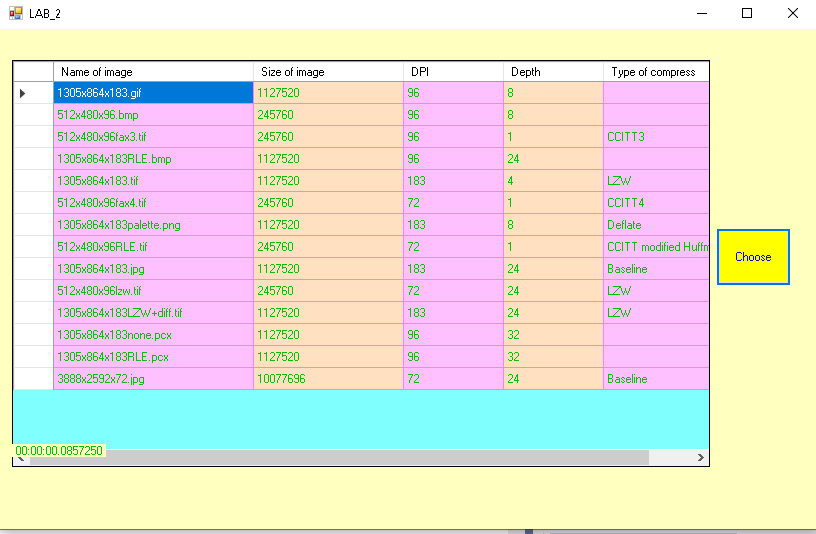 LAB_2
Name of image Size of image DPI Depth Type of compress
1305x864x183.gif 1127520 96 8
512x480x96.bmp 245760 96 8
512x480x96fax3.tif 245760 96 1 CCITT3
1305x864x183RLE.bmp 1127520 96 24
1305x864x183.tif 1127520 183 4 LZW
512x480x96fax4.tif 245760 72 1 CCITT4
1305x864x183palette.png 1127520 183 8 Deflate
512x480x96RLE.tif 245760 72 1 CCITT modified Huffm
1305x864x183.jpg 1127520 183 24 Baseline
512x480x96lzw.tif 245760 72 24 LZW
1305x864x183LZW+diff.tif 1127520 183 24 LZW
1305x864x183none.pcx 1127520 96 32
1305x864x183RLE.pcx 1127520 96 32
3888x2592x72.jpg 10077696 72 24 Baseline
Choose
00:00:00.0857250